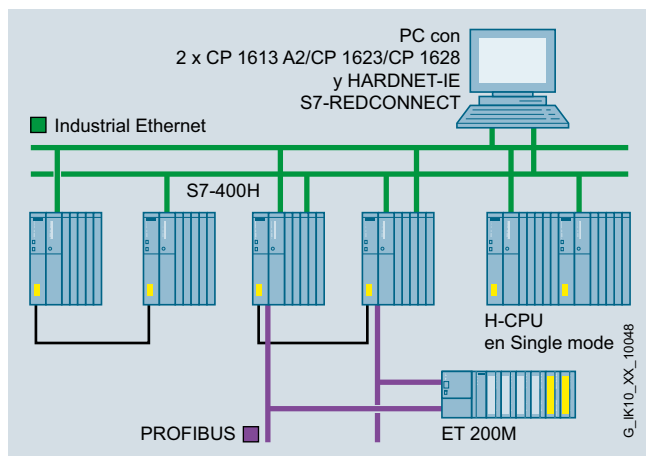 PC con
2 x CP 1613 A2/CP 1623/CP 1628
y HARDNET-IE
S7-REDCONNECT
Industrial Ethernet
S7-400H
H-CPU
en Single mode
PROFIBUS
ET 200M
G_IK10_XX_10048